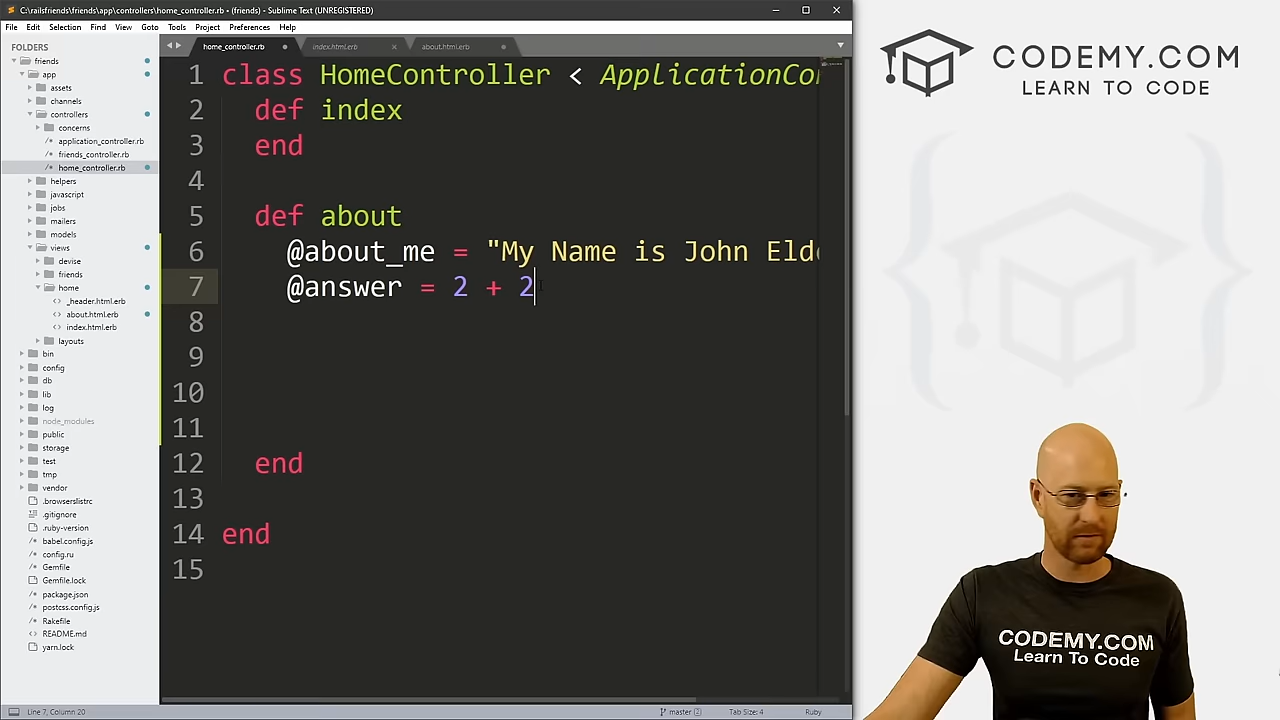 C:\railsfriends\friends\app\controllers\home_controller.rb • (friends) - Sublime Text (UNREGISTERED)
File Edit Selection Find View Goto Tools Project Preferences Help
FOLDERS
friends
app
assets
channels
controllers
concerns
application_controller.rb
friends_controller.rb
home_controller.rb
helpers
javascript
jobs
mailers
models
views
devise
friends
home
_header.html.erb
about.html.erb
index.html.erb
layouts
bin
config
db
lib
log
node_modules
public
storage
test
tmp
vendor
.browserslistrc
.gitignore
.ruby-version
babel.config.js
config.ru
Gemfile
Gemfile.lock
package.json
postcss.config.js
Rakefile
README.md
yarn.lock
home_controller.rb index.html.erb about.html.erb
1 class HomeController < ApplicationCo
2 def index
3 end
4
5 def about
6 @about_me = "My Name is John Eld
7 @answer = 2 + 2
8
9
10
11
12 end
13
14 end
15
Line 7, Column 20 master (2) Tab Size: 4 Ruby
CODEMY.COM
LEARN TO CODE
CODEMY.COM
Learn To Code